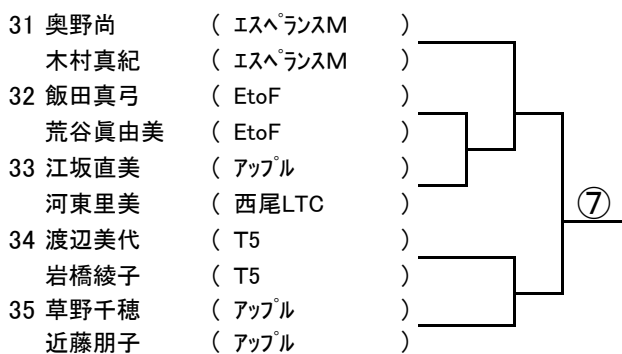 31 奥野尚 ( ｴｽﾍﾟﾗﾝｽM )
木村真紀 ( ｴｽﾍﾟﾗﾝｽM )
32 飯田真弓 ( EtoF )
荒谷眞由美 ( EtoF )
33 江坂直美 ( ｱｯﾌﾟﾙ )
河東里美 ( 西尾LTC )
⑦
34 渡辺美代 ( T5 )
岩橋綾子 ( T5 )
35 草野千穂 ( ｱｯﾌﾟﾙ )
近藤朋子 ( ｱｯﾌﾟﾙ )